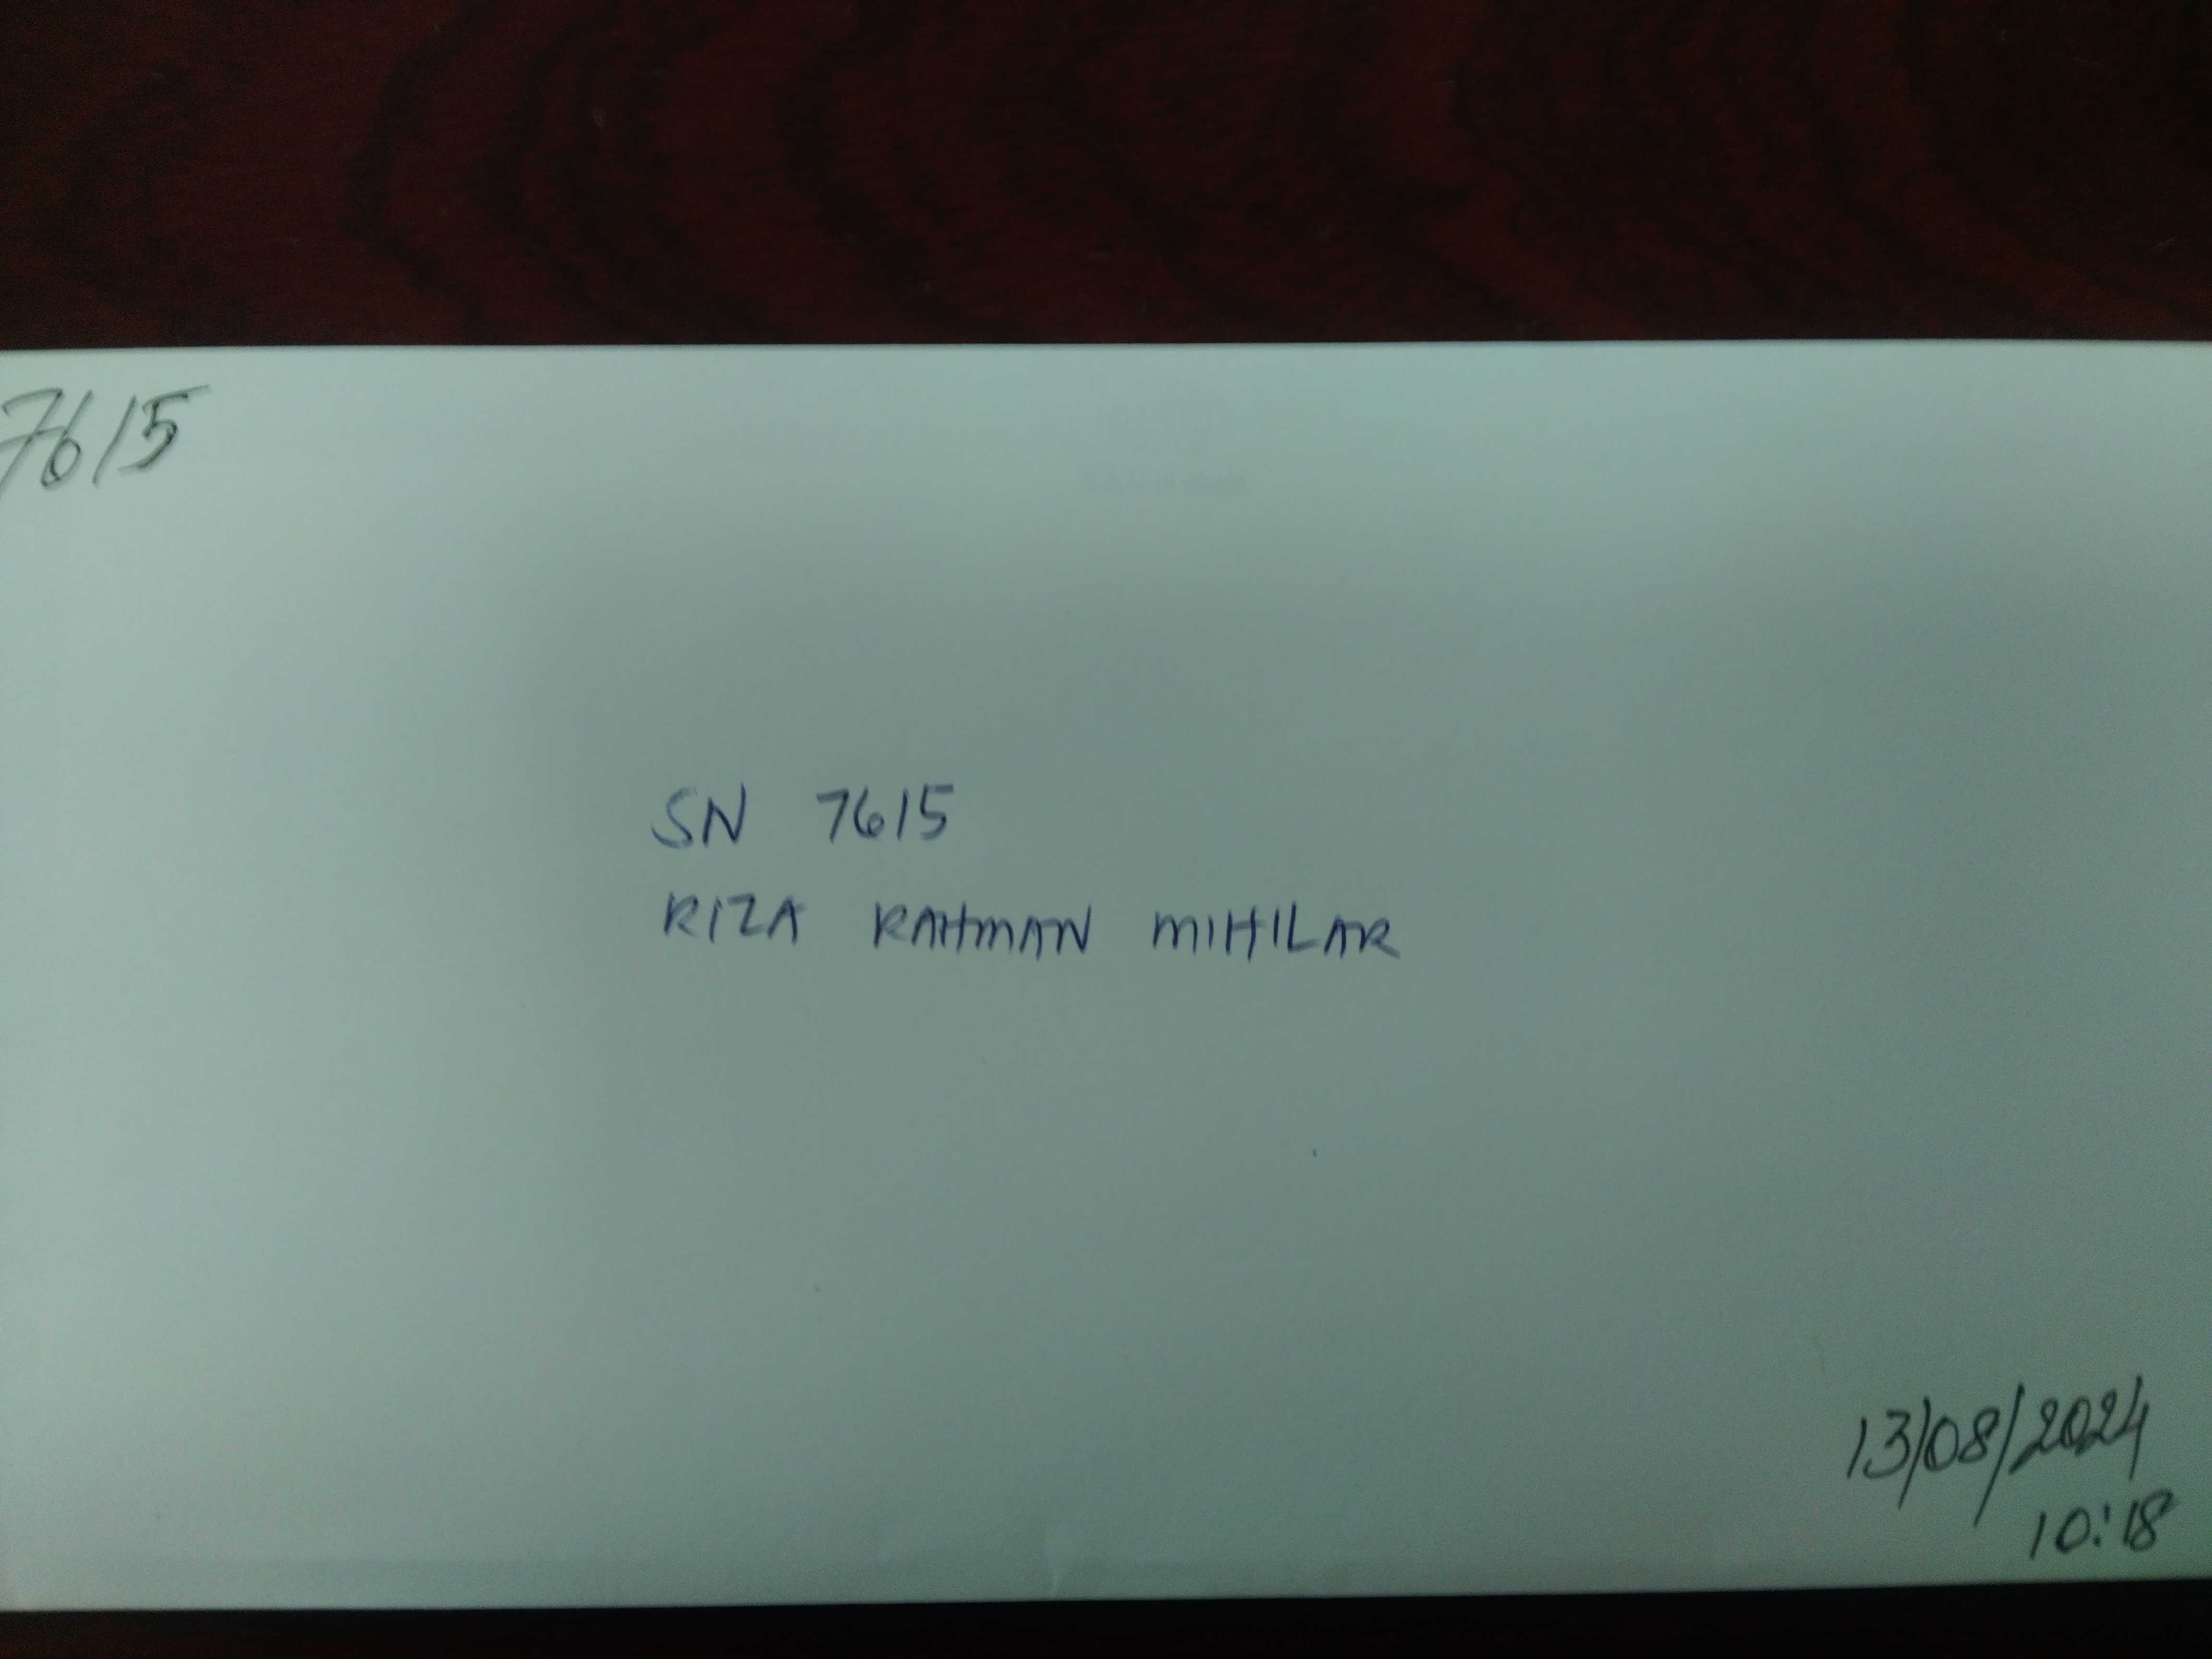 7615
SN 7615
RIZA RAHMAN MIHILAR
13/08/2024
10:18